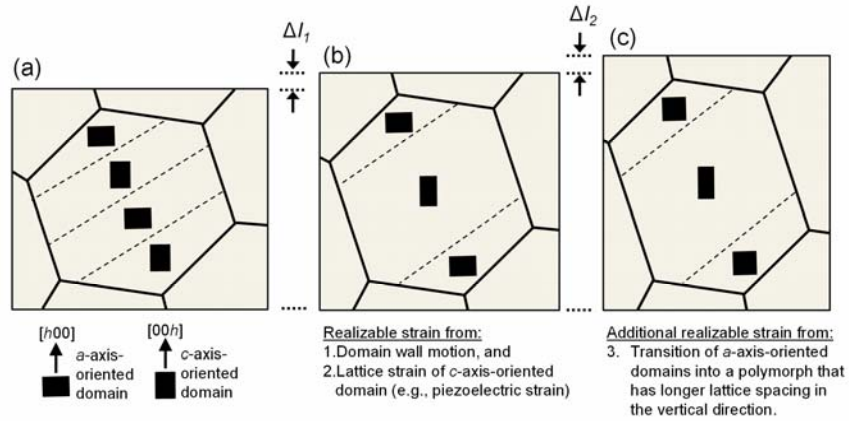 (a)
Δl1
(b)
Δl2
(c)
[h00]
a-axis-
oriented
domain
[00h]
c-axis-
oriented
domain
Realizable strain from:
1.Domain wall motion, and
2.Lattice strain of c-axis-oriented
domain (e.g., piezoelectric strain)
Additional realizable strain from:
3. Transition of a-axis-oriented
domains into a polymorph that
has longer lattice spacing in
the vertical direction.